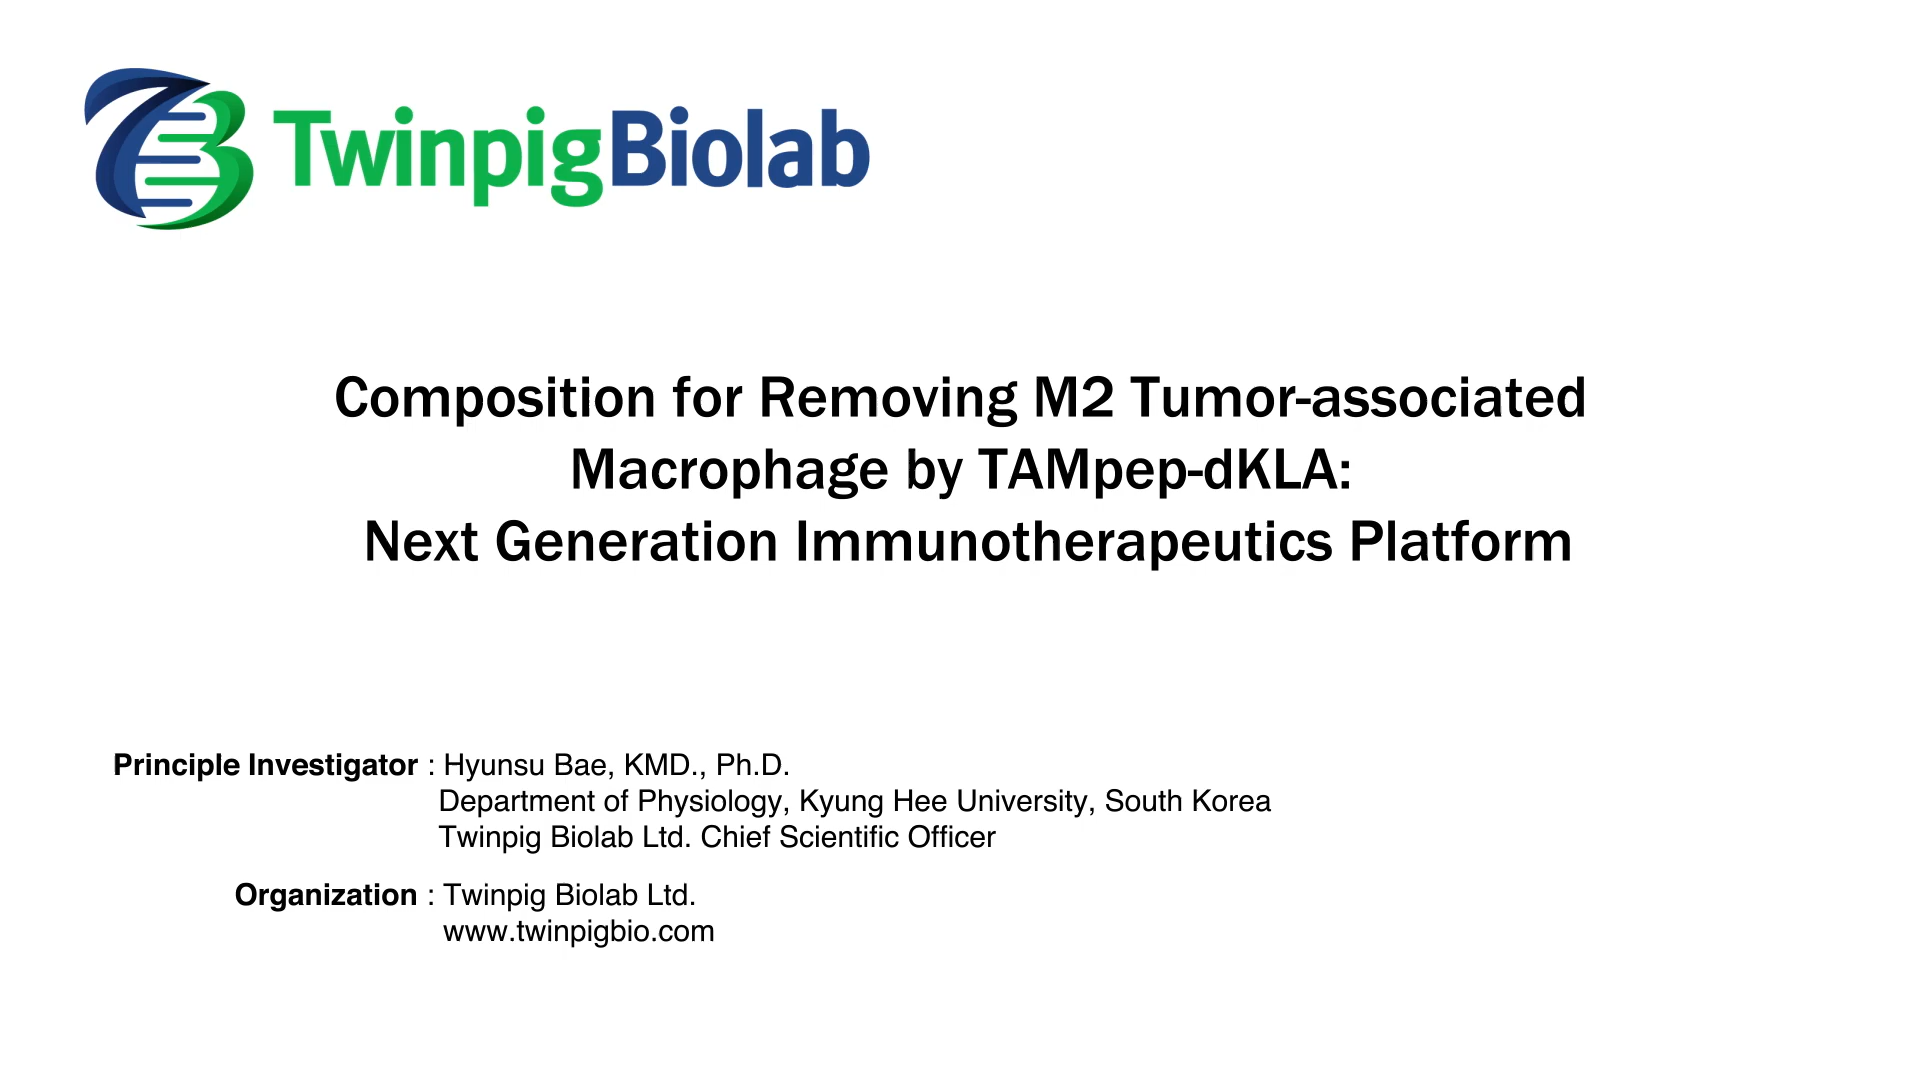 TwinpigBiolab
Composition for Removing M2 Tumor-associated
Macrophage by TAMpep-dKLA:
Next Generation Immunotherapeutics Platform
Principle Investigator : Hyunsu Bae, KMD., Ph.D.
Department of Physiology, Kyung Hee University, South Korea
Twinpig Biolab Ltd. Chief Scientific Officer
Organization : Twinpig Biolab Ltd.
www.twinpigbio.com